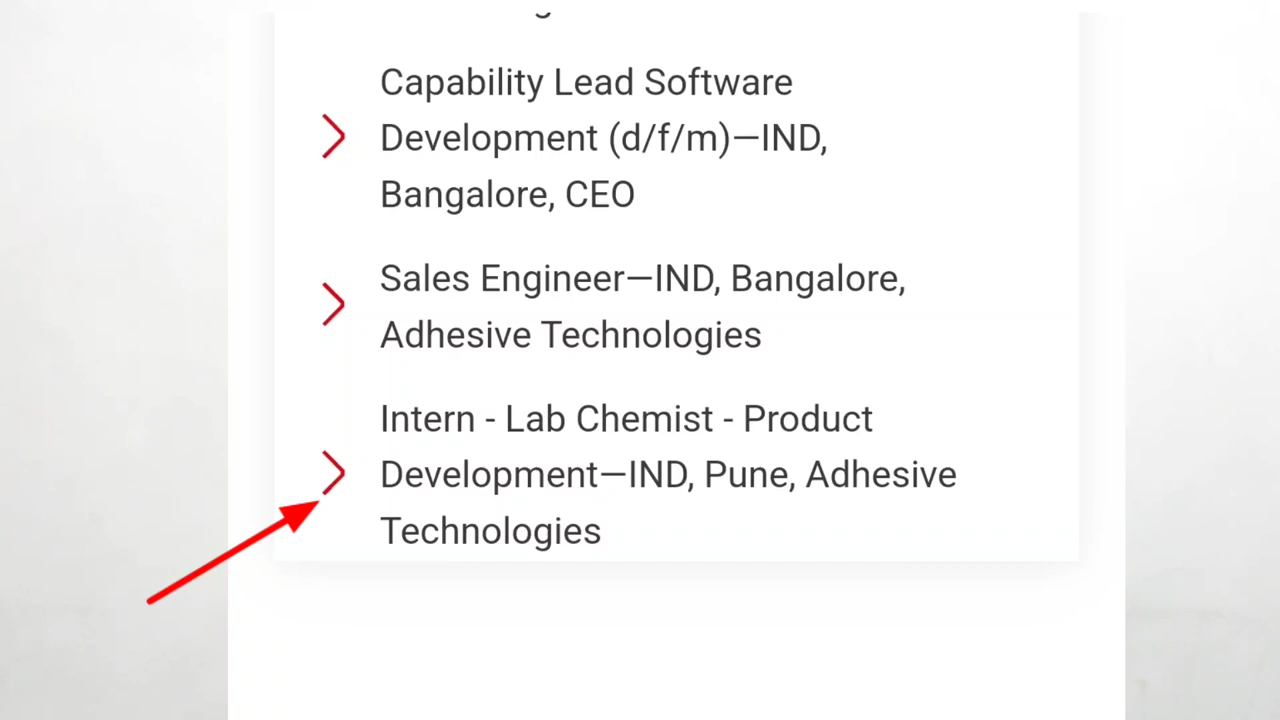 Capability Lead Software
Development (d/f/m)—IND,
Bangalore, CEO
Sales Engineer—IND, Bangalore,
Adhesive Technologies
Intern - Lab Chemist - Product
Development—IND, Pune, Adhesive
Technologies